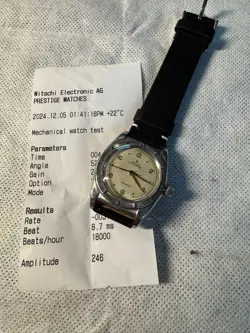 Witschi Electronic AG
PRESTIGE WATCHES
2024.12.05 01:41:18PM +22°C
Mechanical watch test
Parameters
Time
Angle
Gain
Option
Mode
Results
Rate
Beat 8.7 ms
Beats/hour 18000
Amplitude 246